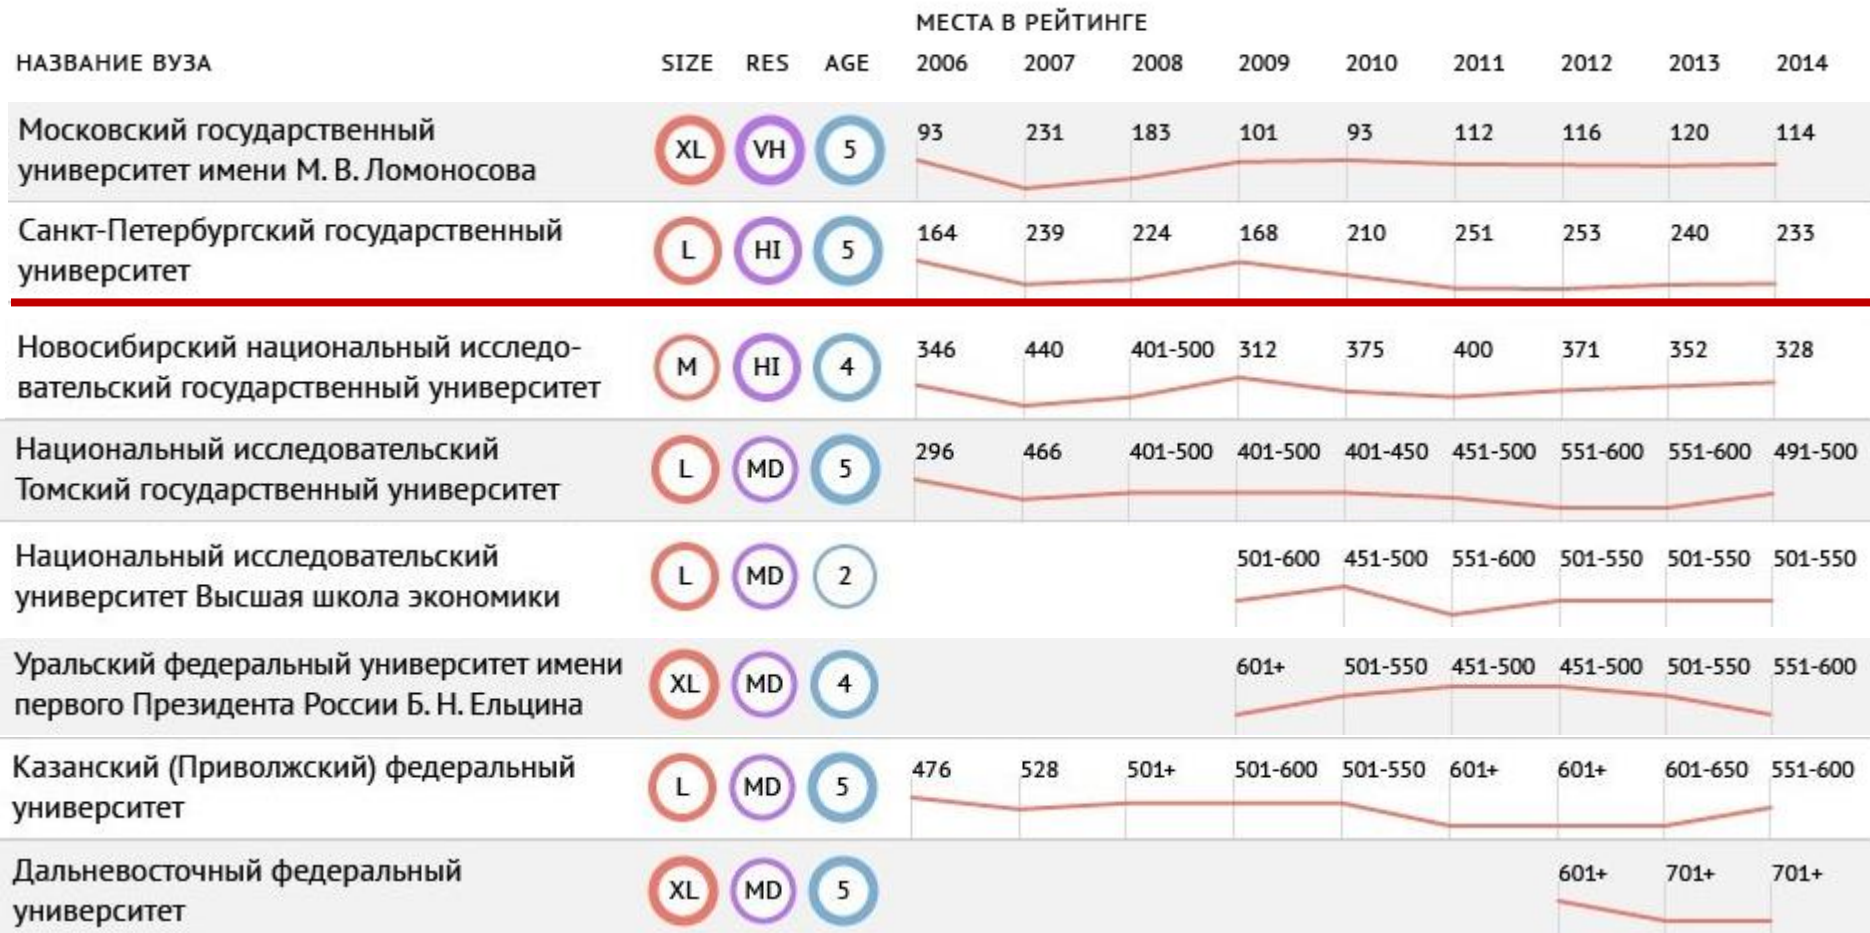 МЕСТА В РЕЙТИНГЕ
НАЗВАНИЕ ВУЗА SIZE RES AGE 2006 2007 2008 2009 2010 2011 2012 2013 2014
Московский государственный
университет имени М. В. Ломоносова
XL VH 5 93 231 183 101 93 112 116 120 114
Санкт-Петербургский государственный
университет
L HI 5 164 239 224 168 210 251 253 240 233
Новосибирский национальный исследо-
вательский государственный университет
M HI 4 346 440 401-500 312 375 400 371 352 328
Национальный исследовательский
Томский государственный университет
L MD 5 296 466 401-500 401-500 401-450 451-500 551-600 551-600 491-500
Национальный исследовательский
университет Высшая школа экономики
L MD 2 501-600 451-500 551-600 501-550 501-550 501-550
Уральский федеральный университет имени
первого Президента России Б. Н. Ельцина
XL MD 4 601+ 501-550 451-500 451-500 501-550 551-600
Казанский (Приволжский) федеральный
университет
L MD 5 476 528 501+ 501-600 501-550 601+ 601+ 601-650 551-600
Дальневосточный федеральный
университет
XL MD 5 601+ 701+ 701+